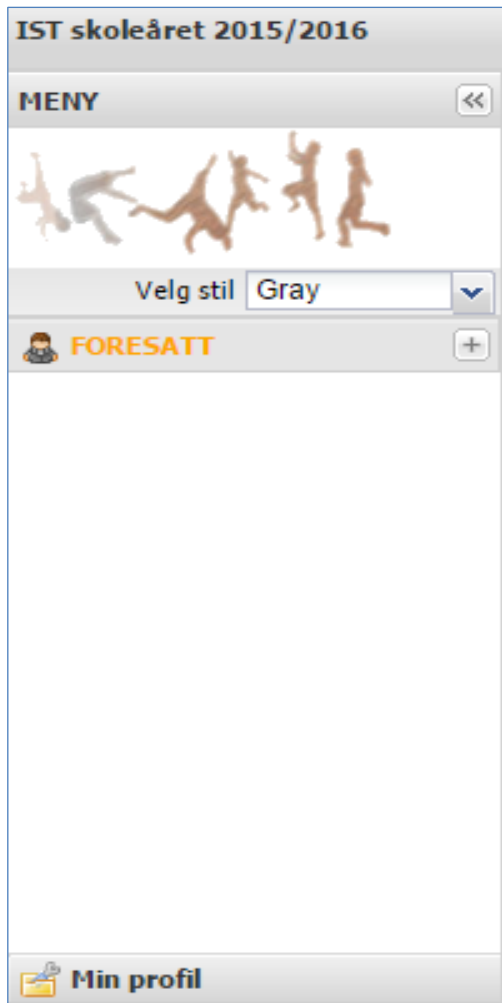 IST skoleåret 2015/2016
MENY
Velg stil Gray
FORESATT
Min profil